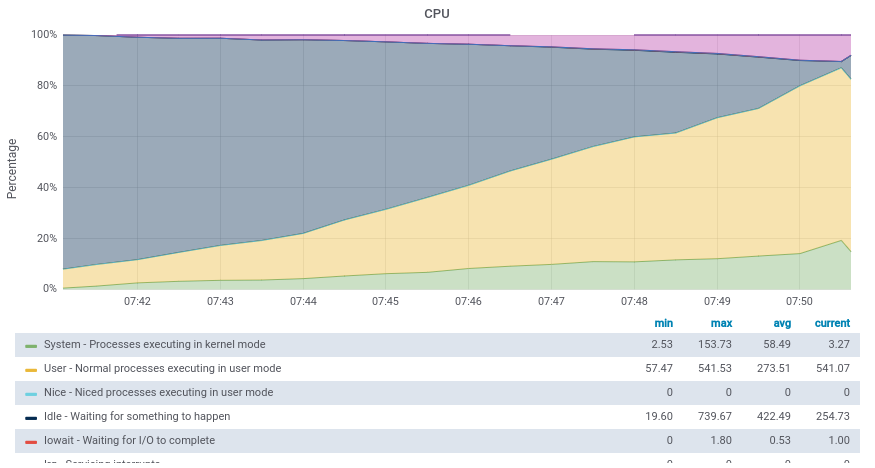 CPU
100%
80%
60%
40%
20%
0%
Percentage
07:42 07:43 07:44 07:45 07:46 07:47 07:48 07:49 07:50
min max avg current
System - Processes executing in kernel mode 2.53 153.73 58.49 3.27
User - Normal processes executing in user mode 57.47 541.53 273.51 541.07
Nice - Niced processes executing in user mode 0 0 0 0
Idle - Waiting for something to happen 19.60 739.67 422.49 254.73
Iowait - Waiting for I/O to complete 0 1.80 0.53 1.00